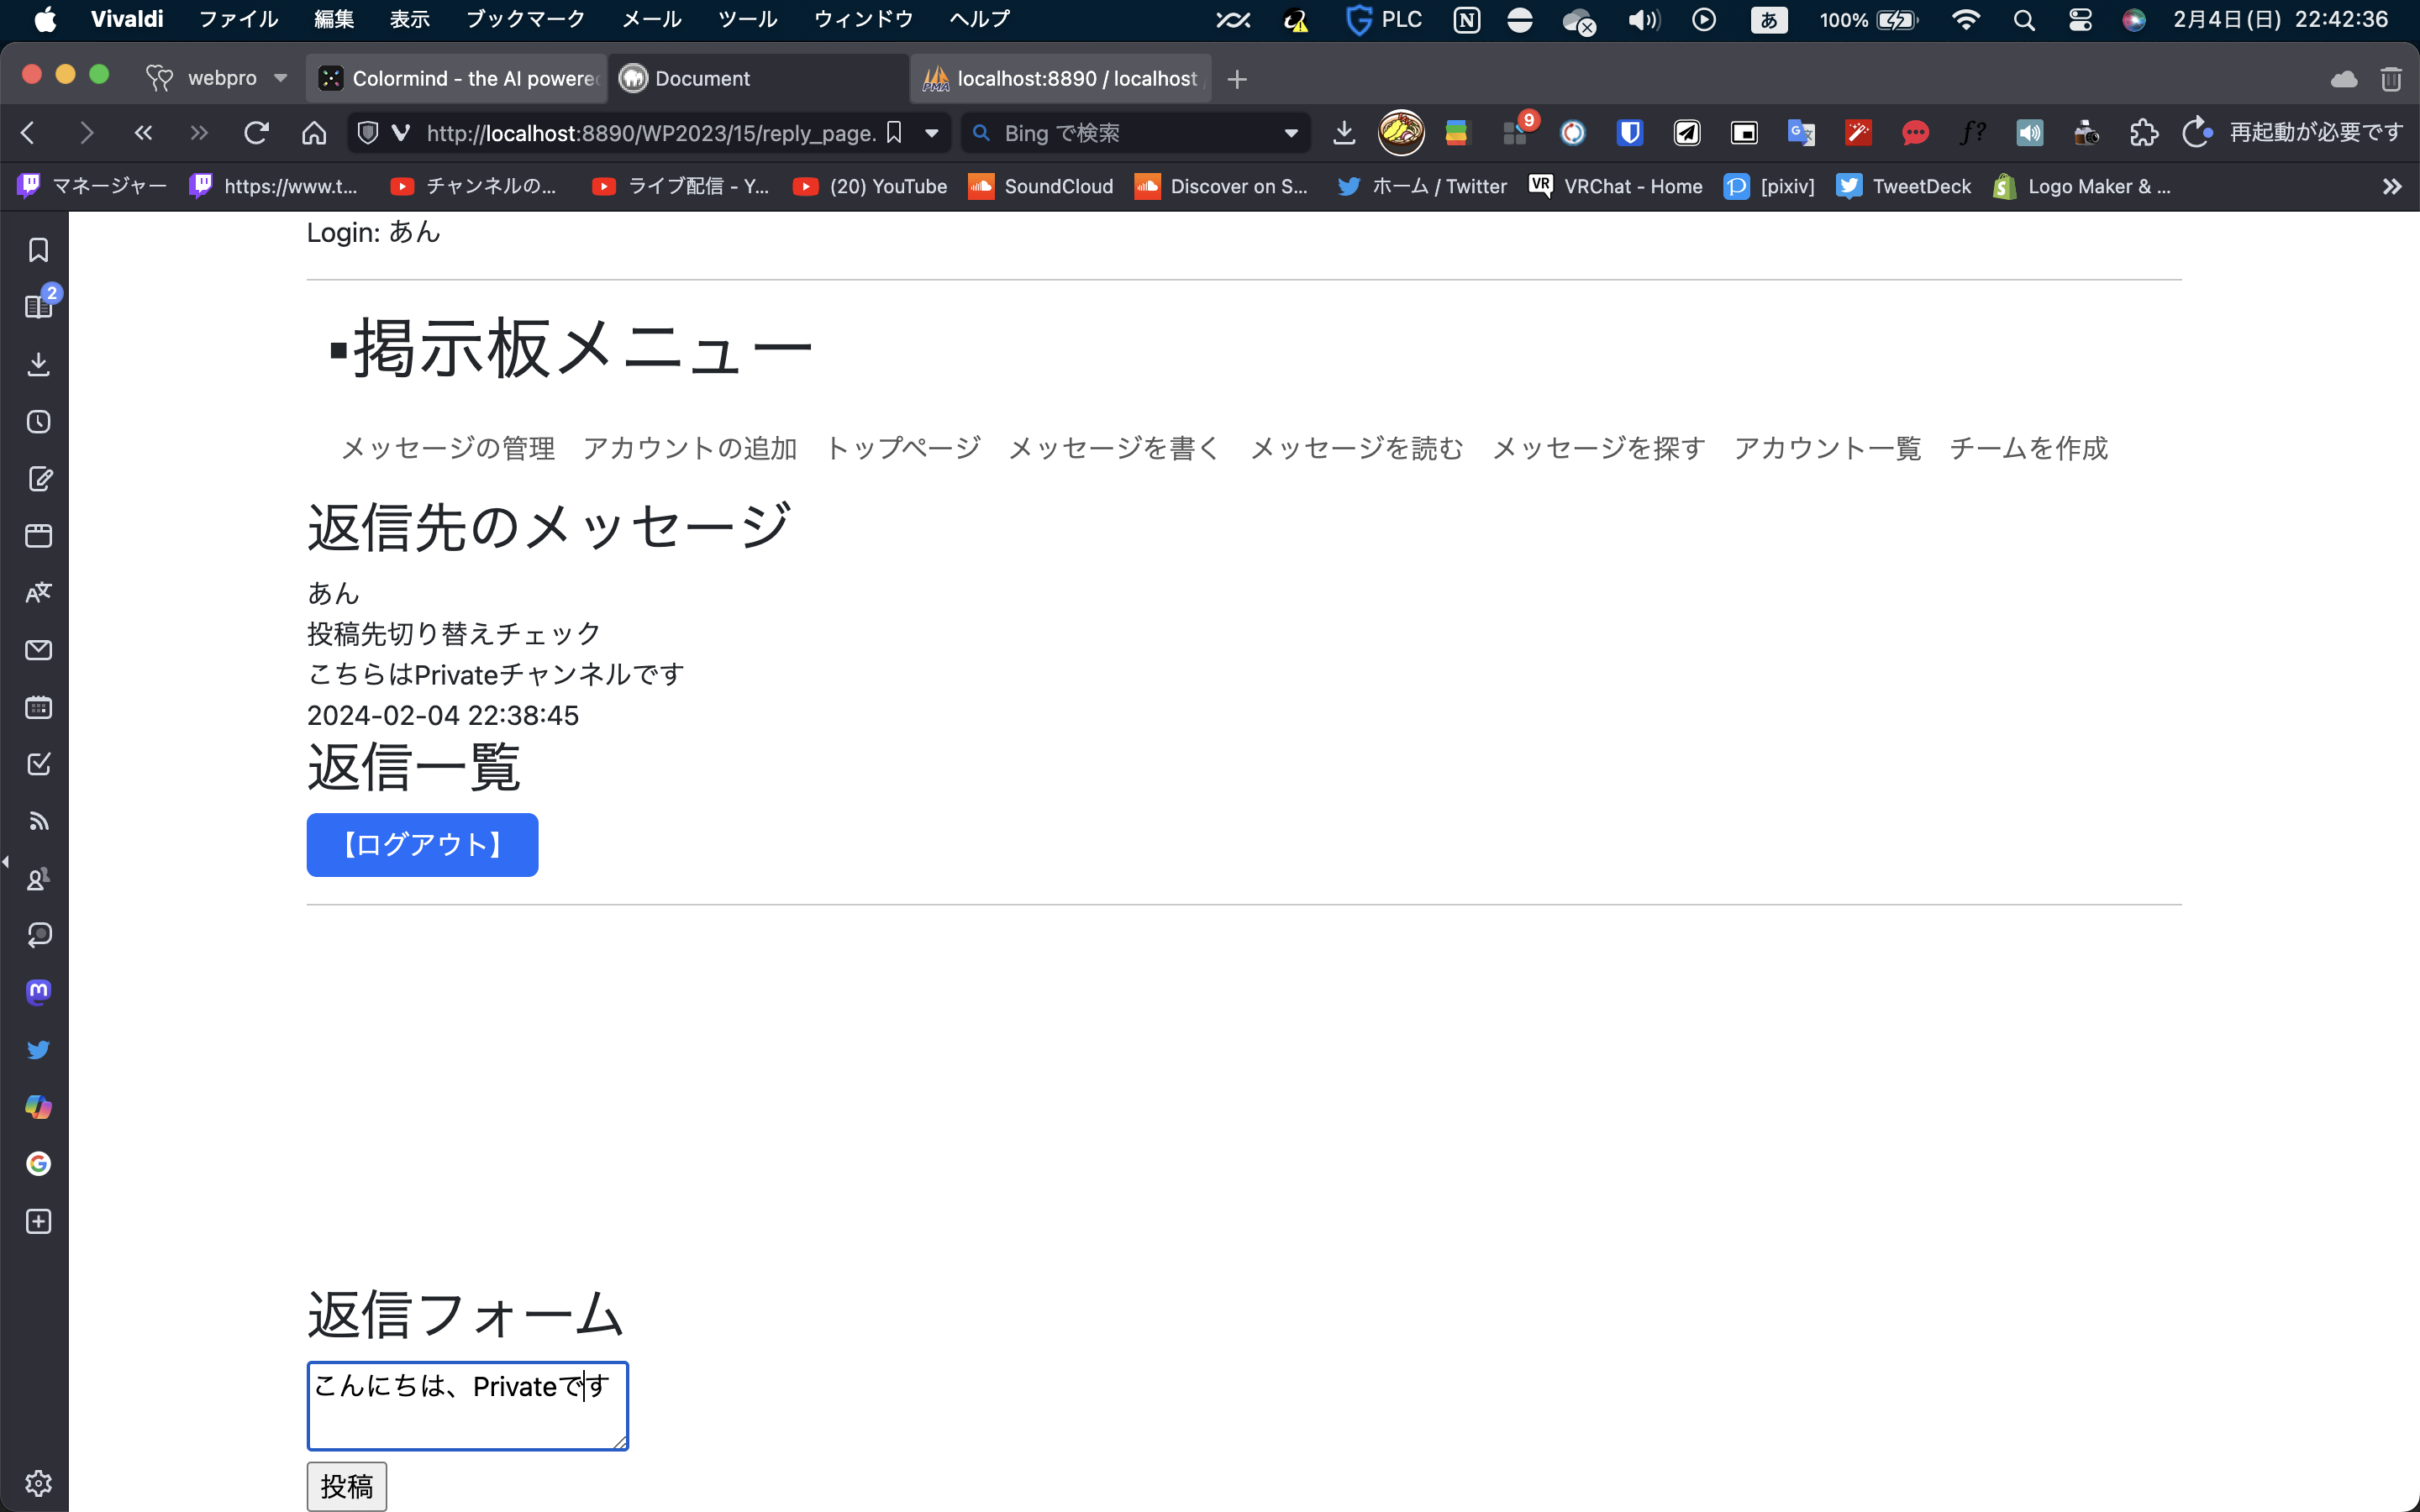 Vivaldi ファイル 編集 表示 ブックマーク メール ツール ウィンドウ ヘルプ PLC あ 100% 2月4日(日) 22:42:36
webpro Colormind - the AI powere Document localhost:8890 / localhost
http://localhost:8890/WP2023/15/reply_page. Bing で検索 9 再起動が必要です
マネージャー https://www.t... チャンネルの... ライブ配信 - Y... (20) YouTube SoundCloud Discover on S... ホーム / Twitter VRChat - Home [pixiv] TweetDeck Logo Maker & ...
2
Login: あん
▪掲示板メニュー
メッセージの管理 アカウントの追加 トップページ メッセージを書く メッセージを読む メッセージを探す アカウント一覧 チームを作成
返信先のメッセージ
あん
投稿先切り替えチェック
こちらはPrivateチャンネルです
2024-02-04 22:38:45
返信一覧
【ログアウト】
返信フォーム
こんにちは、Privateです
投稿